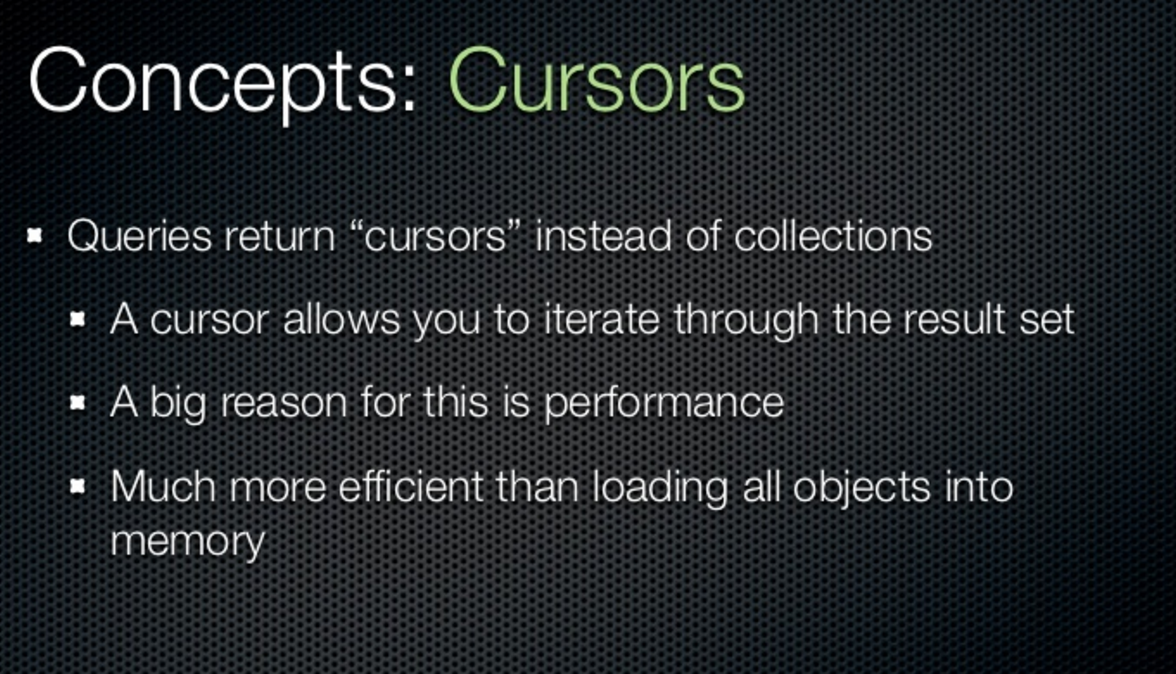 Concepts: Cursors
Queries return “cursors” instead of collections
A cursor allows you to iterate through the result set
A big reason for this is performance
Much more efficient than loading all objects into
memory